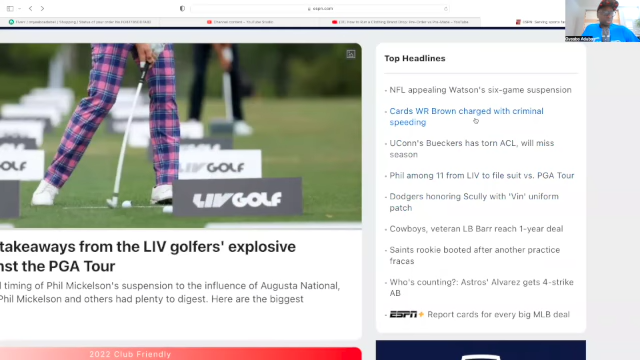 espn.com
Top Headlines
NFL appealing Watson's six-game suspension
Cards WR Brown charged with criminal
speeding
UConn's Bueckers has torn ACL, will miss
season
Phil among 11 from LIV to file suit vs. PGA Tour
Dodgers honoring Scully with 'Vin' uniform
patch
Cowboys, veteran LB Barr reach 1-year deal
Saints rookie booted after another practice
fracas
Who's counting?: Astros' Alvarez gets 4-strike
AB
ESPN+ Report cards for every big MLB deal
LIV GOLF
LIV GOLF
takeaways from the LIV golfers' explosive
nst the PGA Tour
timing of Phil Mickelson's suspension to the influence of Augusta National,
Phil Mickelson and others had plenty to digest. Here are the biggest
2022 Club Friendly